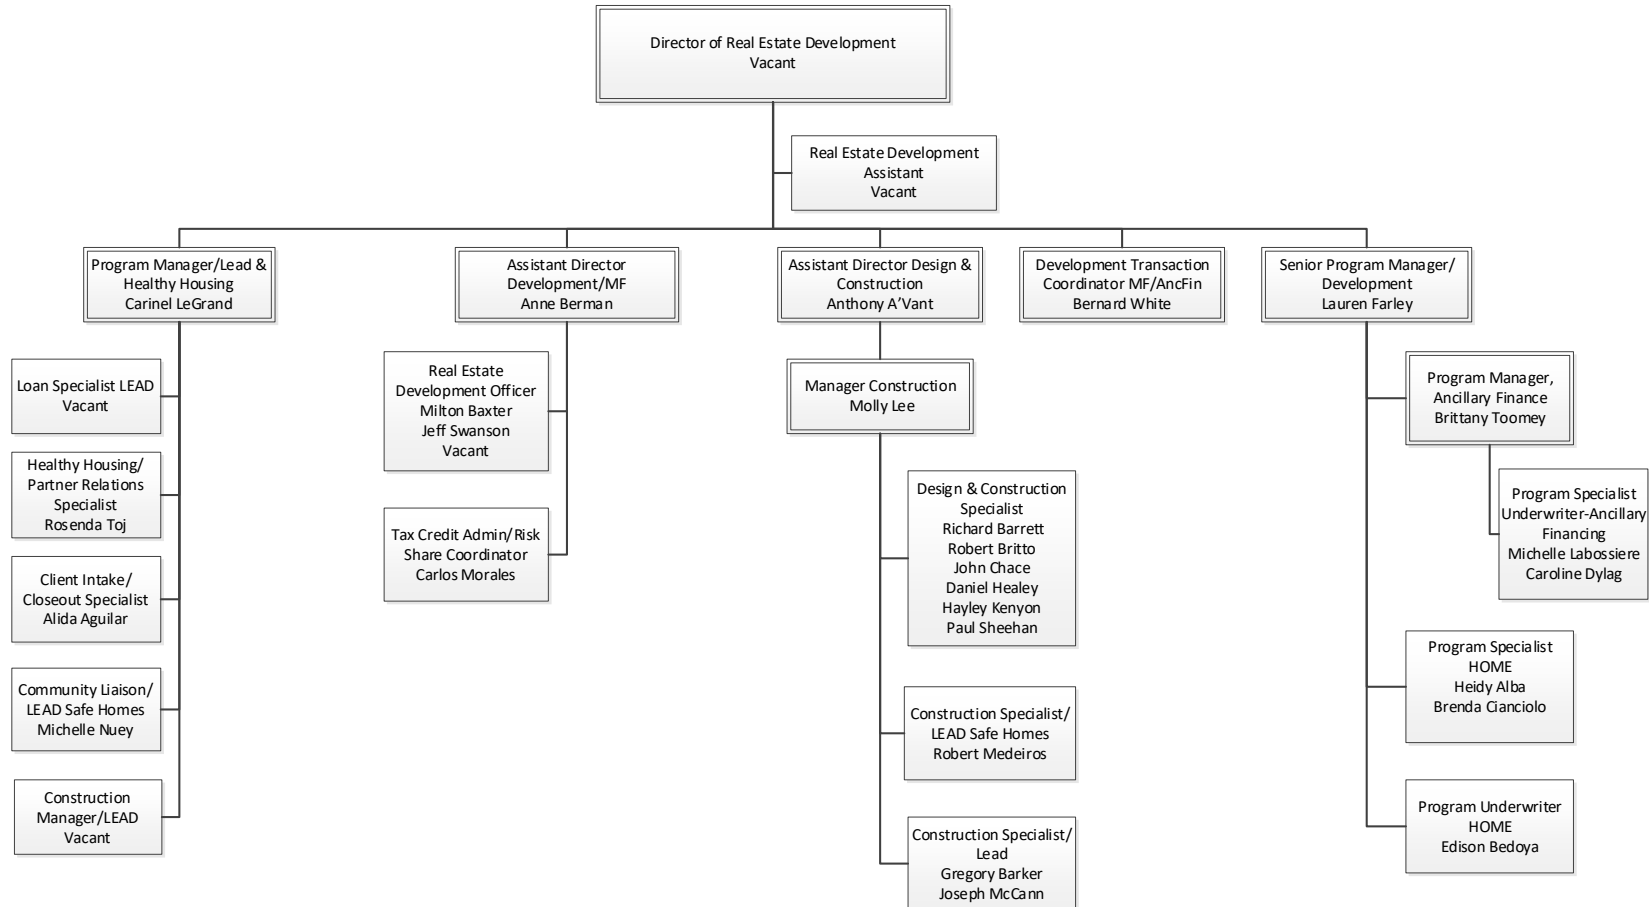 Director of Real Estate Development
Vacant
Real Estate Development
Assistant
Vacant
Program Manager/Lead &
Healthy Housing
Carinel LeGrand
Assistant Director
Development/MF
Anne Berman
Assistant Director Design &
Construction
Anthony A’Vant
Development Transaction
Coordinator MF/AncFin
Bernard White
Senior Program Manager/
Development
Lauren Farley
Loan Specialist LEAD
Vacant
Healthy Housing/
Partner Relations
Specialist
Rosenda Toj
Client Intake/
Closeout Specialist
Alida Aguilar
Community Liaison/
LEAD Safe Homes
Michelle Nuey
Construction
Manager/LEAD
Vacant
Real Estate
Development Officer
Milton Baxter
Jeff Swanson
Vacant
Tax Credit Admin/Risk
Share Coordinator
Carlos Morales
Manager Construction
Molly Lee
Design & Construction
Specialist
Richard Barrett
Robert Britto
John Chace
Daniel Healey
Hayley Kenyon
Paul Sheehan
Construction Specialist/
LEAD Safe Homes
Robert Medeiros
Construction Specialist/
Lead
Gregory Barker
Joseph McCann
Program Manager,
Ancillary Finance
Brittany Toomey
Program Specialist
Underwriter-Ancillary
Financing
Michelle Labossiere
Caroline Dylag
Program Specialist
HOME
Heidy Alba
Brenda Cianciolo
Program Underwriter
HOME
Edison Bedoya